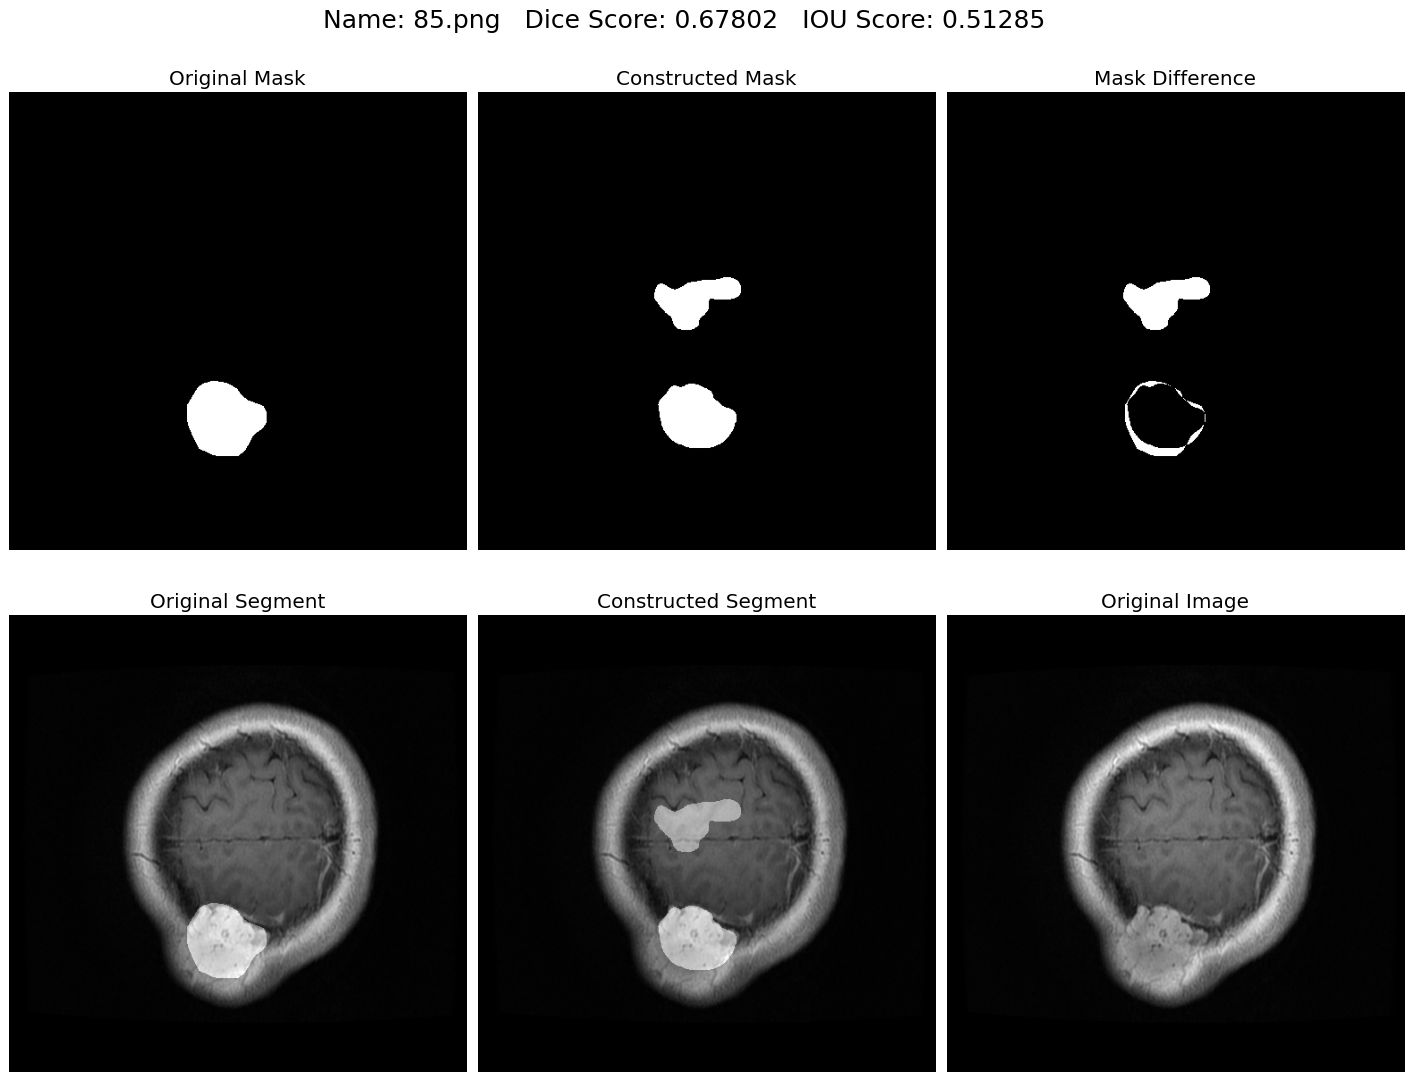 Name: 85.png   Dice Score: 0.67802   IOU Score: 0.51285
Original Mask
Constructed Mask
Mask Difference
Original Segment
Constructed Segment
Original Image